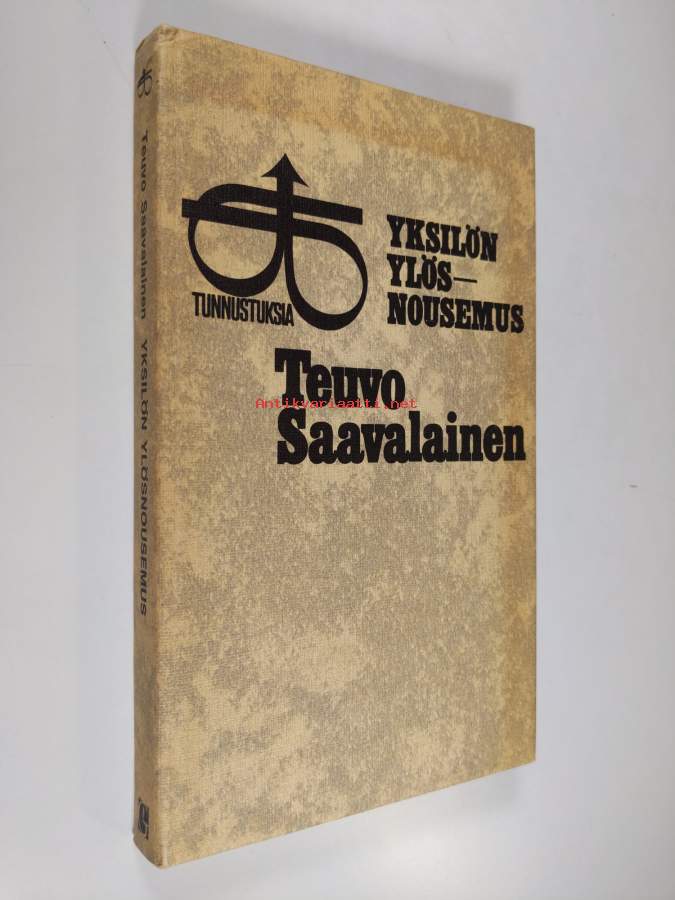 Teuvo Saavalainen YKSILÖN YLÖSNOUSEMUS
TUNNUSTUKSIA
YKSILÖN
YLÖS—
NOUSEMUS
Teuvo
Saavalainen
Antikvariaatti.net